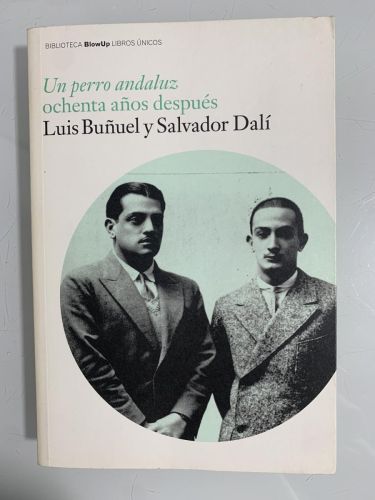 BIBLIOTECA BlowUp LIBROS ÚNICOS
Un perro andaluz
ochenta años después
Luis Buñuel y Salvador Dalí